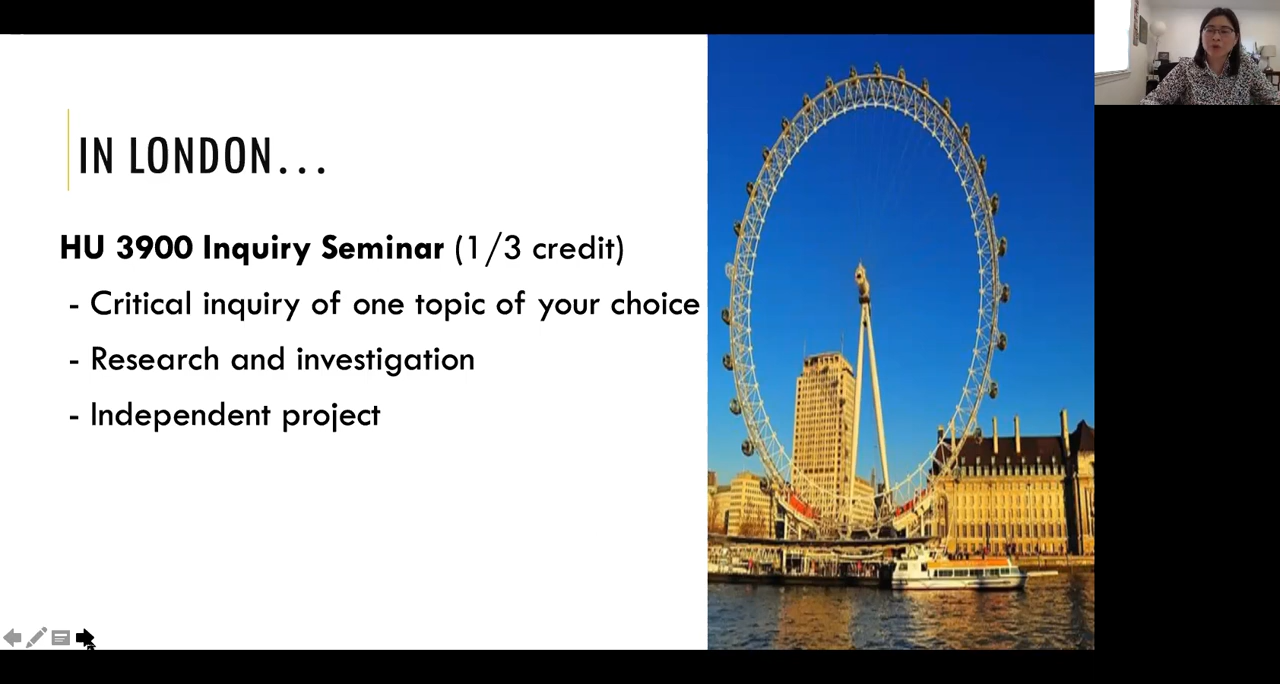 IN LONDON...
HU 3900 Inquiry Seminar (1/3 credit)
- Critical inquiry of one topic of your choice
- Research and investigation
- Independent project